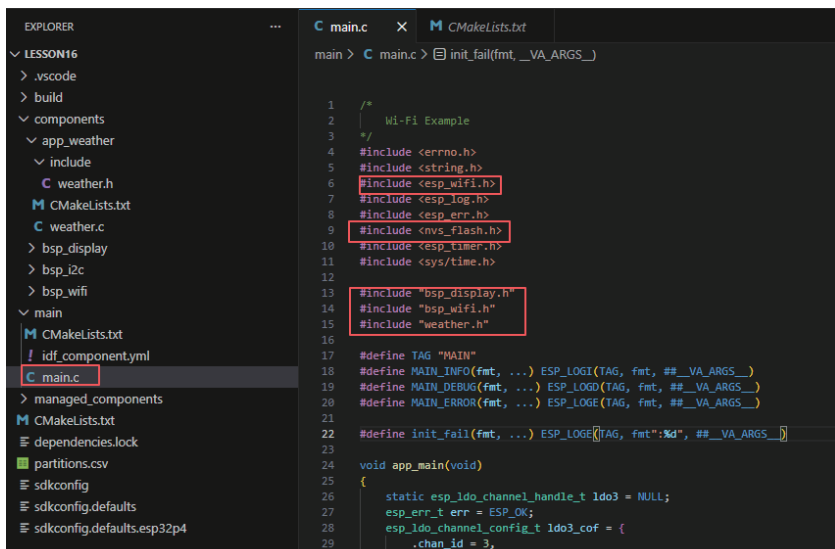 EXPLORER
LESSON16
.vscode
build
components
app_weather
include
C weather.h
M CMakeLists.txt
C weather.c
bsp_display
bsp_i2c
bsp_wifi
main
M CMakeLists.txt
! idf_component.yml
C main.c
managed_components
M CMakeLists.txt
dependencies.lock
partitions.csv
sdkconfig
sdkconfig.defaults
sdkconfig.defaults.esp32p4
C main.c X M CMakeLists.txt
main > C main.c > init_fail(fmt, __VA_ARGS__)
1 /*
2 Wi-Fi Example
3 */
4 #include <errno.h>
5 #include <string.h>
6 #include <esp_wifi.h>
7 #include <esp_log.h>
8 #include <esp_err.h>
9 #include <nvs_flash.h>
10 #include <esp_timer.h>
11 #include <sys/time.h>
12
13 #include "bsp_display.h"
14 #include "bsp_wifi.h"
15 #include "weather.h"
16
17 #define TAG "MAIN"
18 #define MAIN_INFO(fmt, ...) ESP_LOGI(TAG, fmt, ##__VA_ARGS__)
19 #define MAIN_DEBUG(fmt, ...) ESP_LOGD(TAG, fmt, ##__VA_ARGS__)
20 #define MAIN_ERROR(fmt, ...) ESP_LOGE(TAG, fmt, ##__VA_ARGS__)
21
22 #define init_fail(fmt, ...) ESP_LOGE(TAG, fmt":%d", ##__VA_ARGS__)
23
24 void app_main(void)
25 {
26 static esp_ldo_channel_handle_t ldo3 = NULL;
27 esp_err_t err = ESP_OK;
28 esp_ldo_channel_config_t ldo3_cof = {
29 .chan_id = 3,